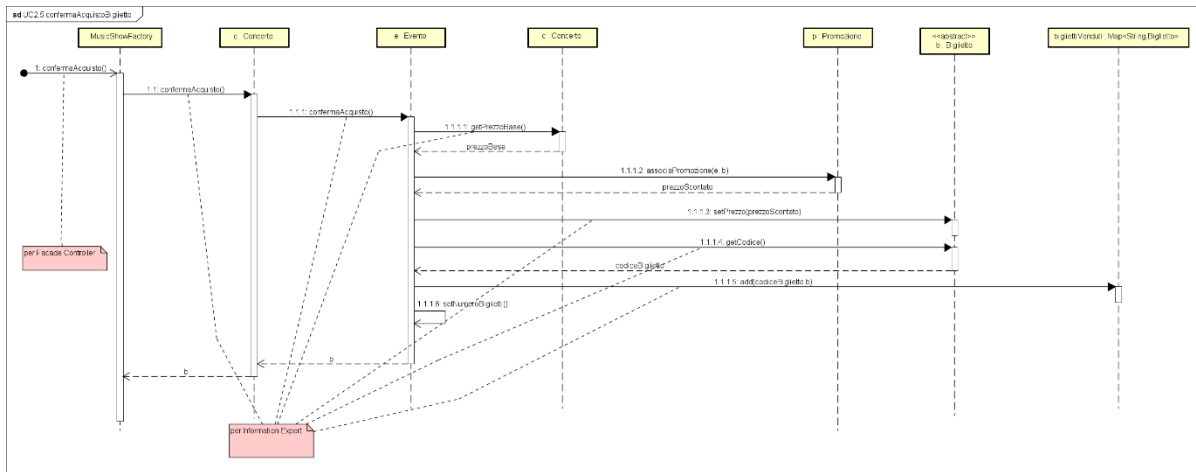 sd UC2.5 confermaAcquistoBiglietto
MusicShowFactory
c : Concerto
e : Evento
c : Concerto
p : Promozione
<<abstract>>
b : Biglietto
bigliettiVenduti : Map<String,Biglietto>
1: confermaAcquisto()
1.1: confermaAcquisto()
1.1.1: confermaAcquisto()
1.1.1.1: getPrezzoBase()
prezzoBase
1.1.1.2: associaPromozione(e, b)
prezzoScontato
1.1.1.3: setPrezzo(prezzoScontato)
per Facade Controller
1.1.1.4: getCodice()
codiceBiglietto
1.1.1.5: add(codiceBiglietto,b)
1.1.1.6: setNumeroBiglietti()
b
b
per Information Expert